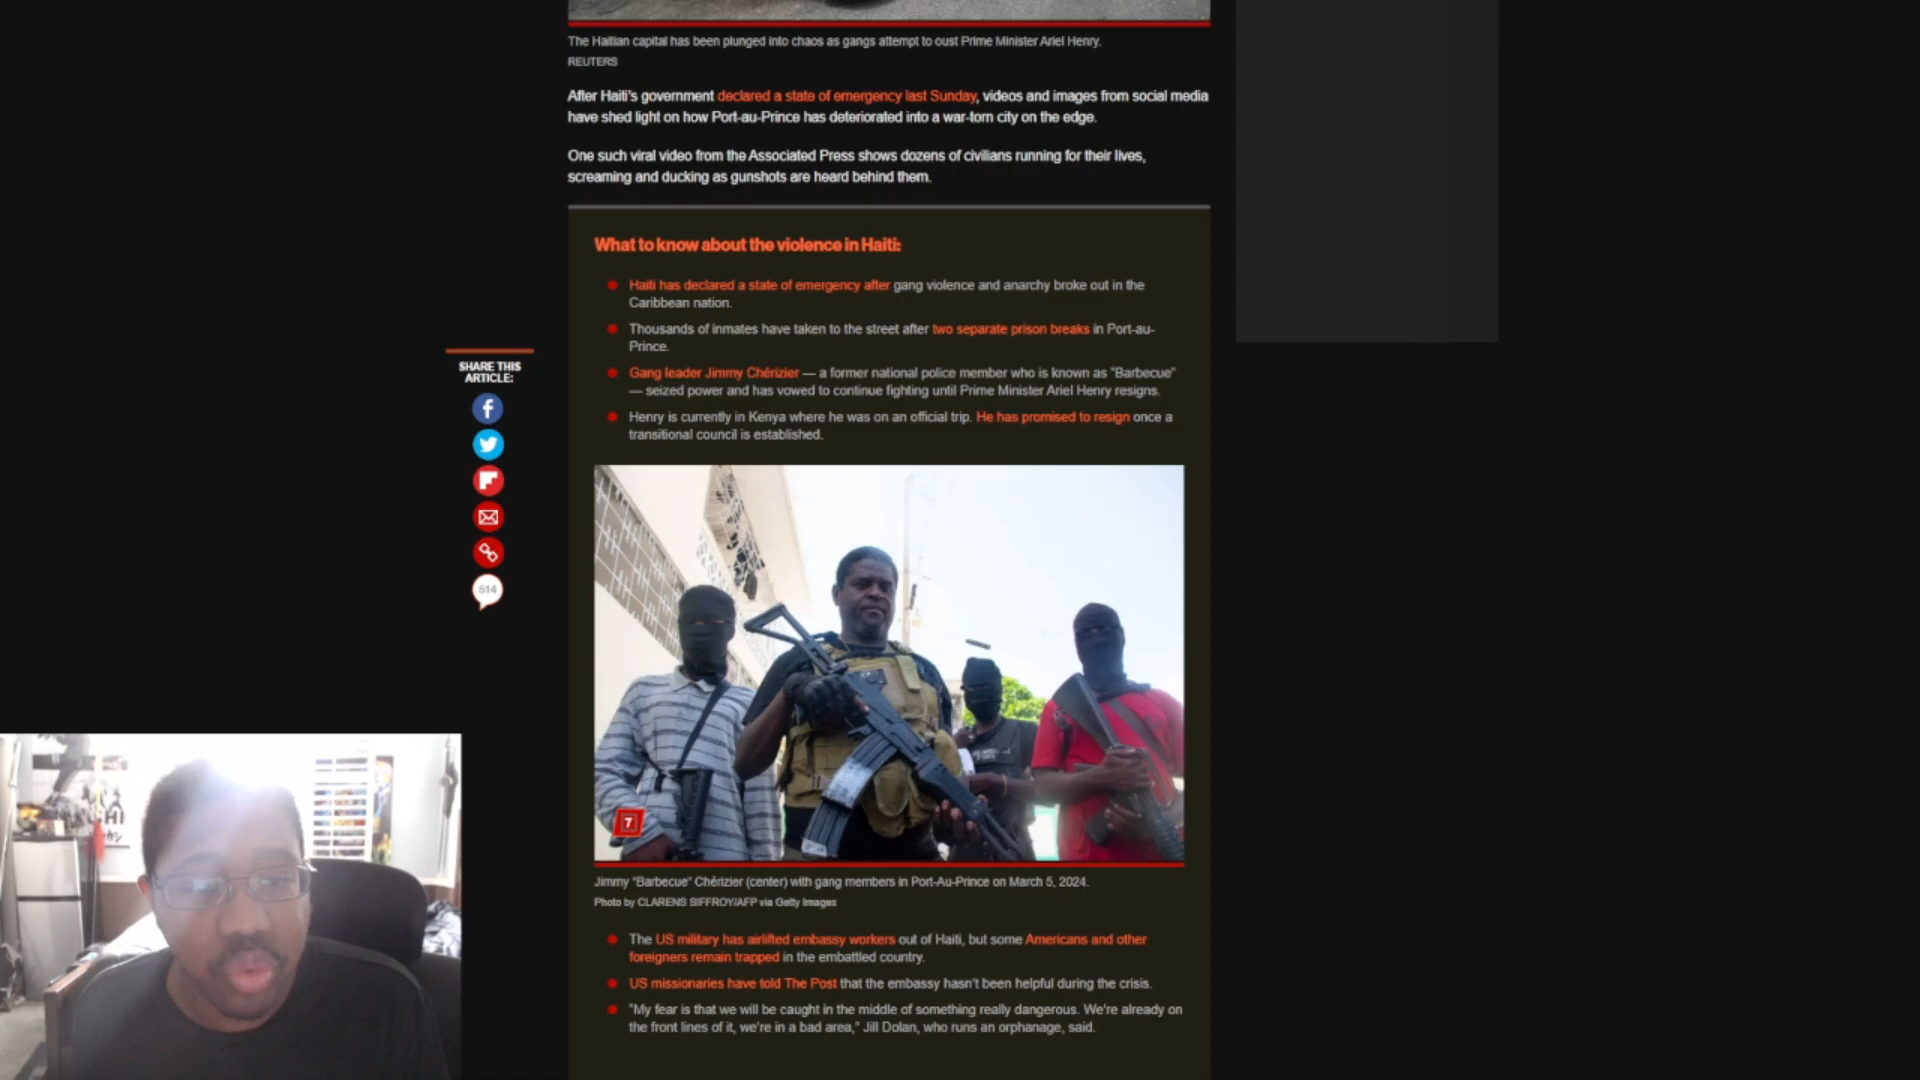 The Haitian capital has been plunged into chaos as gangs attempt to oust Prime Minister Ariel Henry.
REUTERS
After Haiti's government declared a state of emergency last Sunday, videos and images from social media
have shed light on how Port-au-Prince has deteriorated into a war-torn city on the edge.
One such viral video from the Associated Press shows dozens of civilians running for their lives,
screaming and ducking as gunshots are heard behind them.
What to know about the violence in Haiti:
Haiti has declared a state of emergency after gang violence and anarchy broke out in the
Caribbean nation.
Thousands of inmates have taken to the street after two separate prison breaks in Port-au-
Prince.
Gang leader Jimmy Chérizier — a former national police member who is known as "Barbecue"
— seized power and has vowed to continue fighting until Prime Minister Ariel Henry resigns.
Henry is currently in Kenya where he was on an official trip. He has promised to resign once a
transitional council is established.
SHARE THIS
ARTICLE:
514
7
Jimmy "Barbecue" Chérizier (center) with gang members in Port-Au-Prince on March 5, 2024.
Photo by CLARENS SIFFROY/AFP via Getty Images
The US military has airlifted embassy workers out of Haiti, but some Americans and other
foreigners remain trapped in the embattled country.
US missionaries have told The Post that the embassy hasn't been helpful during the crisis.
"My fear is that we will be caught in the middle of something really dangerous. We're already on
the front lines of it, we're in a bad area," Jill Dolan, who runs an orphanage, said.